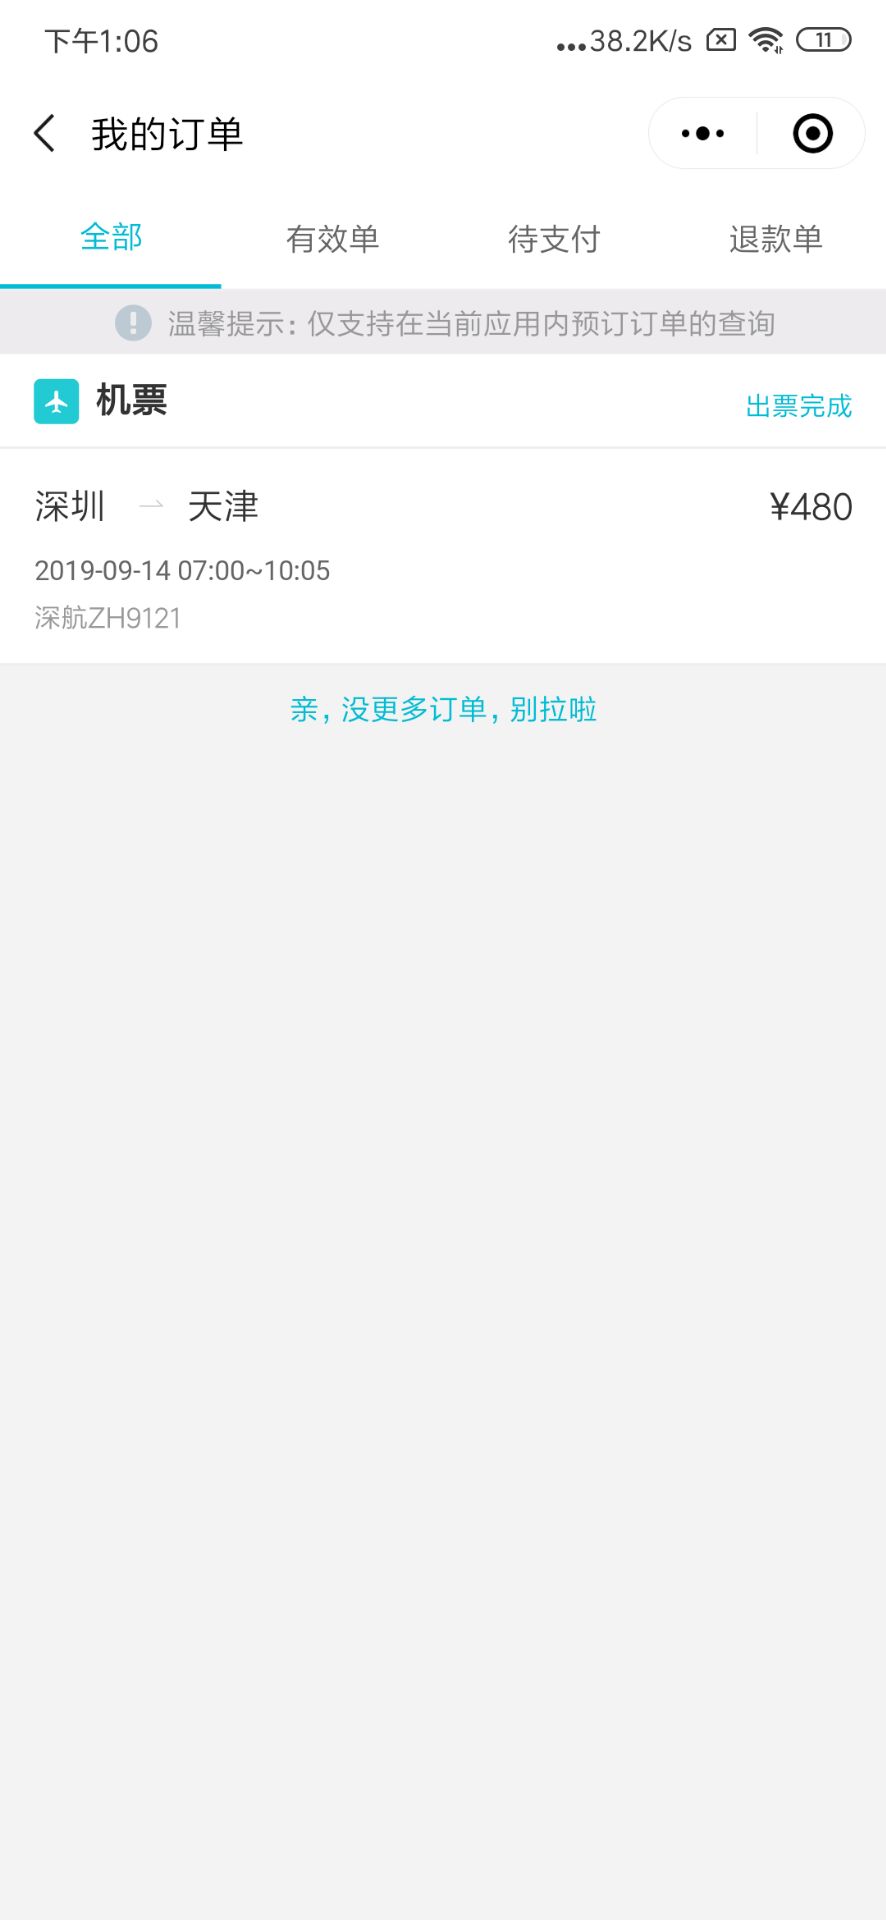 下午1:06
...38.2K/s
11
我的订单
全部 有效单 待支付 退款单
温馨提示：仅支持在当前应用内预订订单的查询
机票 出票完成
深圳 → 天津 ¥480
2019-09-14 07:00~10:05
深航ZH9121
亲，没更多订单，别拉啦